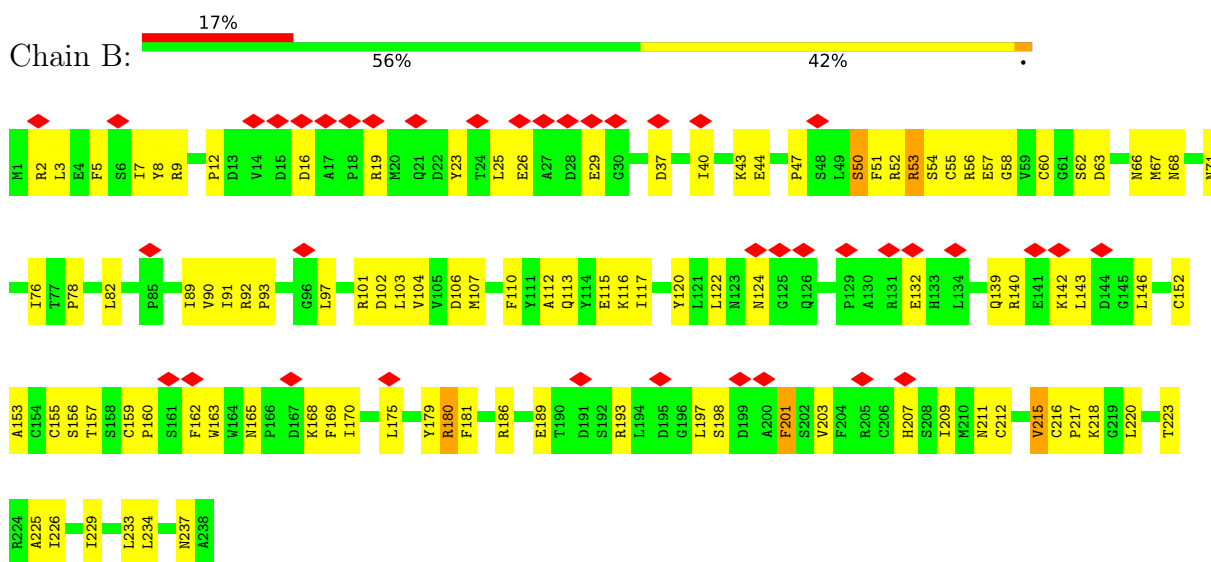 17%
Chain B:
56% 42% •
M1 R2 L3 E4 F5 S6 I7 Y8 R9 P12 D13 V14 D15 D16 A17 P18 R19 M20 Q21 D22 Y23 T24 L25 E26 A27 D28 E29 G30 D37 I40 K43 E44 P47 S48 L49 S50 F51 R52 R53 S54 C55 R56 E57 G58 V59 C60 G61 S62 D63 N66 M67 N68 N71
I76 T77 P78 L82 P85 I89 V90 I91 R92 P93 G96 L97 R101 D102 L103 V104 V105 D106 M107 F110 Y111 A112 Q113 Y114 E115 K116 I117 Y120 L121 L122 N123 N124 G125 Q126 P129 A130 R131 E132 H133 L134 Q139 R140 E141 K142 L143 D144 G145 L146 C152
A153 C154 C155 S156 T157 S158 C159 P160 S161 F162 W163 W164 N165 P166 D167 K168 F169 I170 L175 Y179 R180 F181 R186 E189 T190 D191 S192 R193 L194 D195 G196 L197 S198 D199 A200 F201 S202 V203 F204 R205 C206 H207 S208 I209 M210 N211 C212 V215 C216 P217 K218 G219 L220 T223
R224 A225 I226 I229 L233 L234 N237 A238